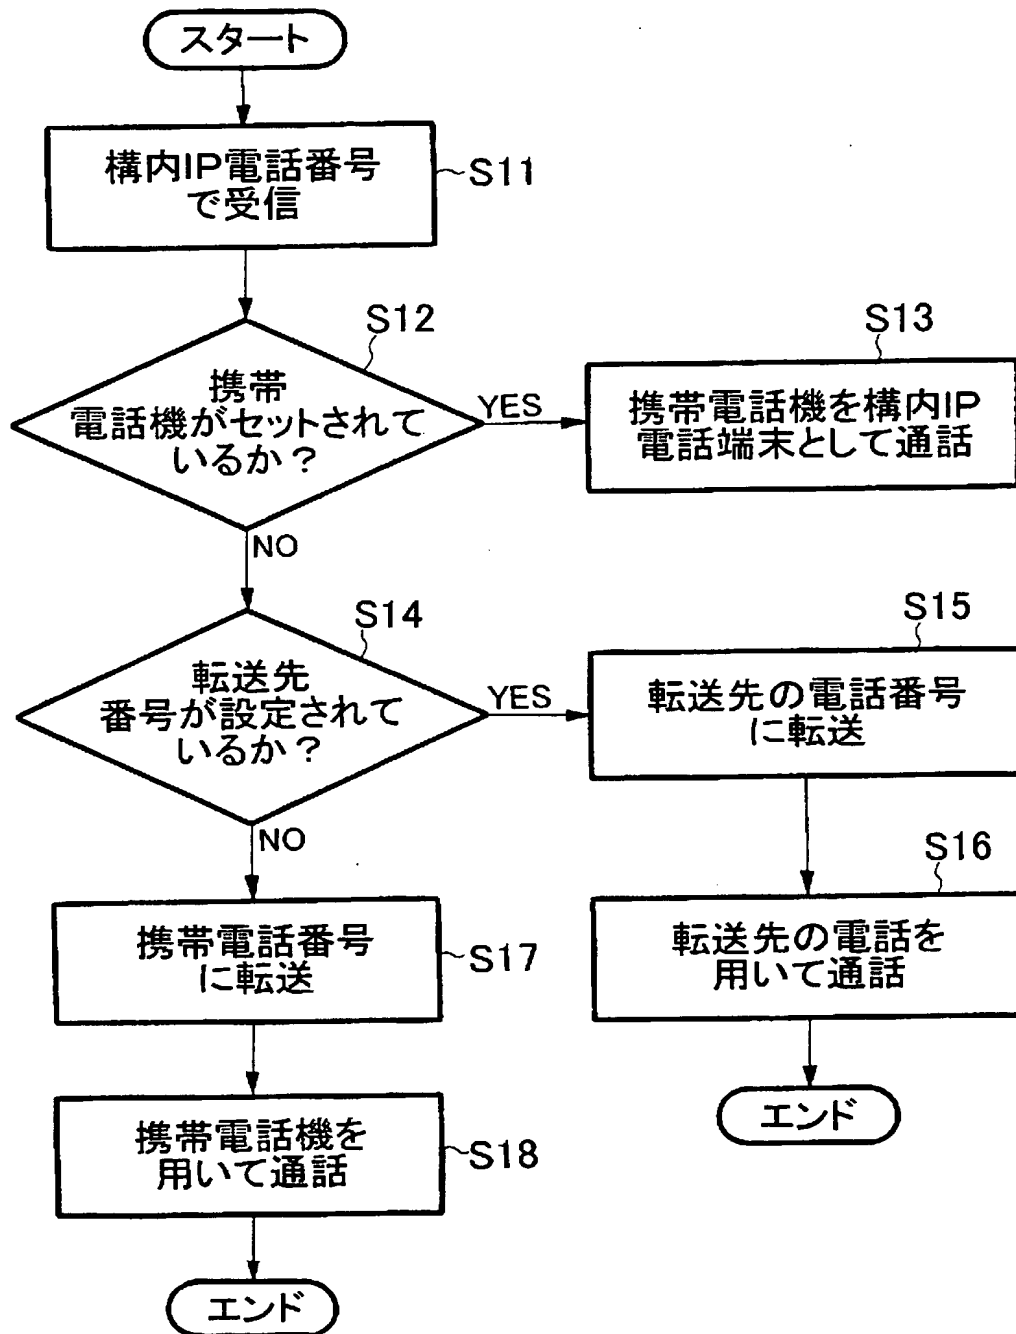 スタート
構内IP電話番号
で受信
S11
S12
携帯
電話機がセットされて
いるか？
YES
S13
携帯電話機を構内IP
電話端末として通話
NO
S14
転送先
番号が設定されて
いるか？
YES
S15
転送先の電話番号
に転送
NO
S16
転送先の電話を
用いて通話
エンド
携帯電話番号
に転送
S17
携帯電話機を
用いて通話
S18
エンド